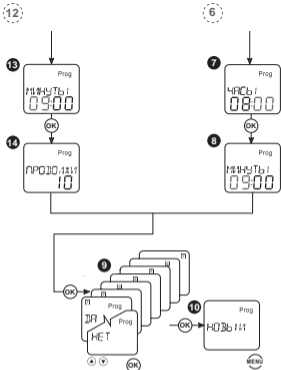 12
6
13
Prog
МИНУТЫ
09:00
7
Prog
ЧАСЫ
08:00
OK
OK
14
Prog
ПРОДОЛЖИ
10
8
Prog
МИНУТЫ
09:00
9
OK
Prog
ДА
Prog
НЕТ
OK
OK
10
Prog
НОВЫЙ
MENU